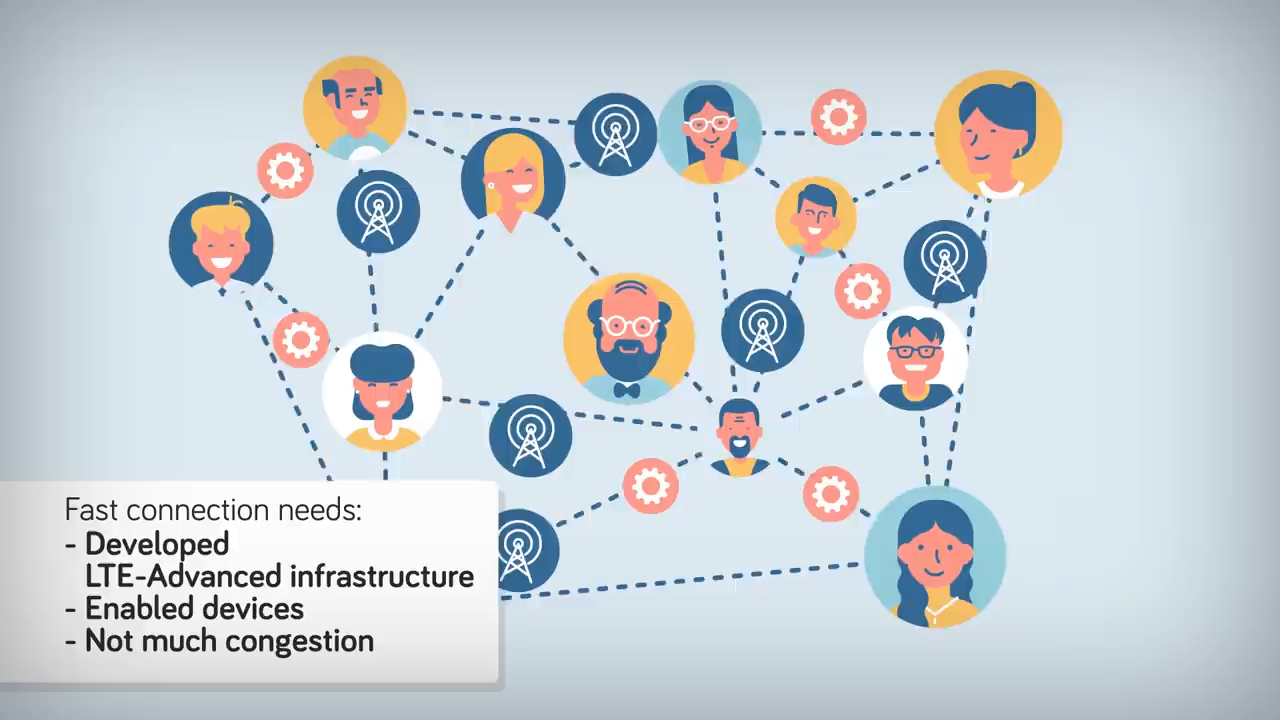 Fast connection needs:
- Developed
LTE-Advanced infrastructure
- Enabled devices
- Not much congestion